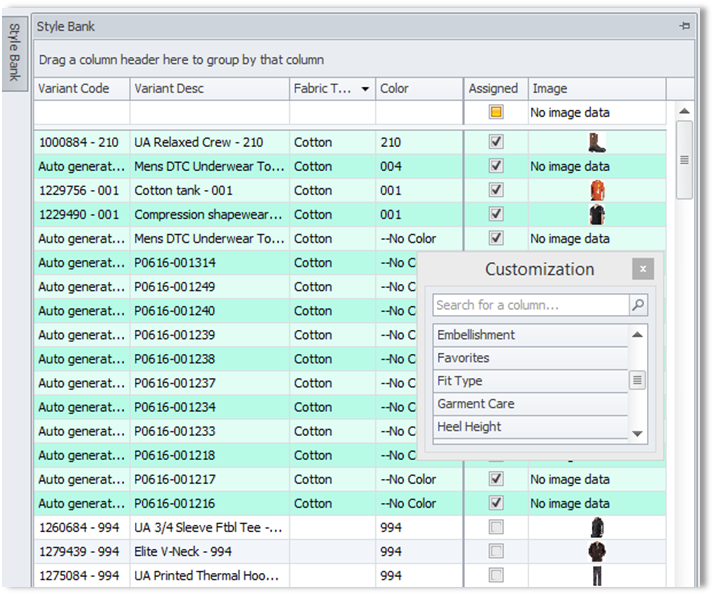 Style Bank
Style Bank
Drag a column header here to group by that column
Variant Code Variant Desc Fabric T... Color Assigned Image
No image data
1000884 - 210 UA Relaxed Crew - 210 Cotton 210
Auto generat... Mens DTC Underwear To... Cotton 004 No image data
1229756 - 001 Cotton tank - 001 Cotton 001
1229490 - 001 Compression shapewear... Cotton 001
Auto generat... Mens DTC Underwear To... Cotton --No Color No image data
Auto generat... P0616-001314 Cotton --No C
Auto generat... P0616-001249 Cotton --No C
Auto generat... P0616-001240 Cotton --No C
Auto generat... P0616-001239 Cotton --No C
Auto generat... P0616-001238 Cotton --No C
Auto generat... P0616-001237 Cotton --No C
Auto generat... P0616-001234 Cotton --No C
Auto generat... P0616-001233 Cotton --No C
Auto generat... P0616-001218 Cotton --No C
Auto generat... P0616-001217 Cotton --No Color No image data
Auto generat... P0616-001216 Cotton --No Color No image data
1260684 - 994 UA 3/4 Sleeve Ftbl Tee -... 994
1279439 - 994 Elite V-Neck - 994 994
1275084 - 994 UA Printed Thermal Hoo... 994
Customization
x
Search for a column...
Embellishment
Favorites
Fit Type
Garment Care
Heel Height